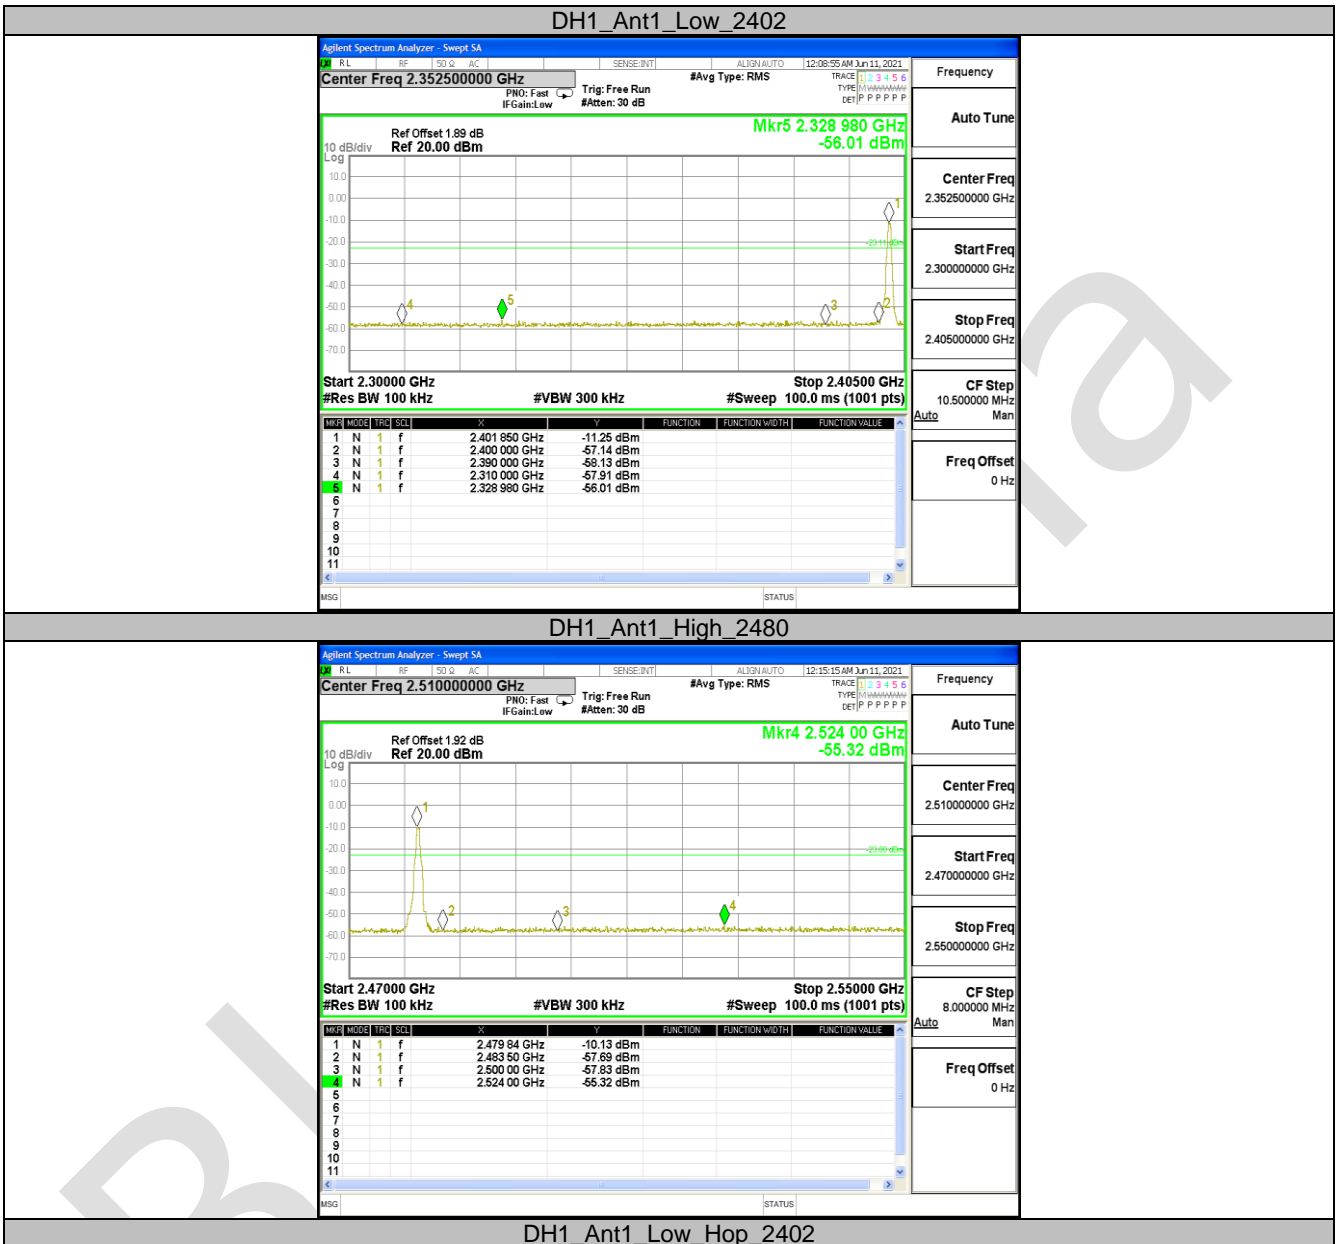 DH1_Ant1_Low_2402
Agilent Spectrum Analyzer - Swept SA
RL RF 50 Ω AC SENSE:INT ALIGN AUTO 12:08:55 AM Jun 11, 2021
Center Freq 2.352500000 GHz #Avg Type: RMS TRACE 1 2 3 4 5 6
PNO: Fast Trig: Free Run TYPE M
IFGain:Low #Atten: 30 dB DET P P P P P P
Mkr5 2.328 980 GHz
-56.01 dBm
Ref Offset 1.89 dB
10 dB/div Ref 20.00 dBm
Log
10.0
0.00
-10.0
-20.0
-30.0
-40.0
-50.0
-60.0
-70.0
1
-23.11 dBm
4
5
3
2
Start 2.30000 GHz Stop 2.40500 GHz
#Res BW 100 kHz #VBW 300 kHz #Sweep 100.0 ms (1001 pts)
MKR MODE TRC SCL X Y FUNCTION FUNCTION WIDTH FUNCTION VALUE
1 N 1 f 2.401 850 GHz -11.25 dBm
2 N 1 f 2.400 000 GHz -57.14 dBm
3 N 1 f 2.390 000 GHz -58.13 dBm
4 N 1 f 2.310 000 GHz -57.91 dBm
5 N 1 f 2.328 980 GHz -56.01 dBm
6
7
8
9
10
11
MSG STATUS
Frequency
Auto Tune
Center Freq
2.352500000 GHz
Start Freq
2.300000000 GHz
Stop Freq
2.405000000 GHz
CF Step
10.500000 MHz
Auto Man
Freq Offset
0 Hz
DH1_Ant1_High_2480
Agilent Spectrum Analyzer - Swept SA
RL RF 50 Ω AC SENSE:INT ALIGN AUTO 12:15:15 AM Jun 11, 2021
Center Freq 2.510000000 GHz #Avg Type: RMS TRACE 1 2 3 4 5 6
PNO: Fast Trig: Free Run TYPE M
IFGain:Low #Atten: 30 dB DET P P P P P P
Mkr4 2.524 00 GHz
-55.32 dBm
Ref Offset 1.92 dB
10 dB/div Ref 20.00 dBm
Log
10.0
0.00
-10.0
-20.0
-30.0
-40.0
-50.0
-60.0
-70.0
1
2
3
4
Start 2.47000 GHz Stop 2.55000 GHz
#Res BW 100 kHz #VBW 300 kHz #Sweep 100.0 ms (1001 pts)
MKR MODE TRC SCL X Y FUNCTION FUNCTION WIDTH FUNCTION VALUE
1 N 1 f 2.479 84 GHz -10.13 dBm
2 N 1 f 2.483 50 GHz -57.69 dBm
3 N 1 f 2.500 00 GHz -57.83 dBm
4 N 1 f 2.524 00 GHz -55.32 dBm
5
6
7
8
9
10
11
MSG STATUS
Frequency
Auto Tune
Center Freq
2.510000000 GHz
Start Freq
2.470000000 GHz
Stop Freq
2.550000000 GHz
CF Step
8.000000 MHz
Auto Man
Freq Offset
0 Hz
DH1_Ant1_Low_Hop_2402